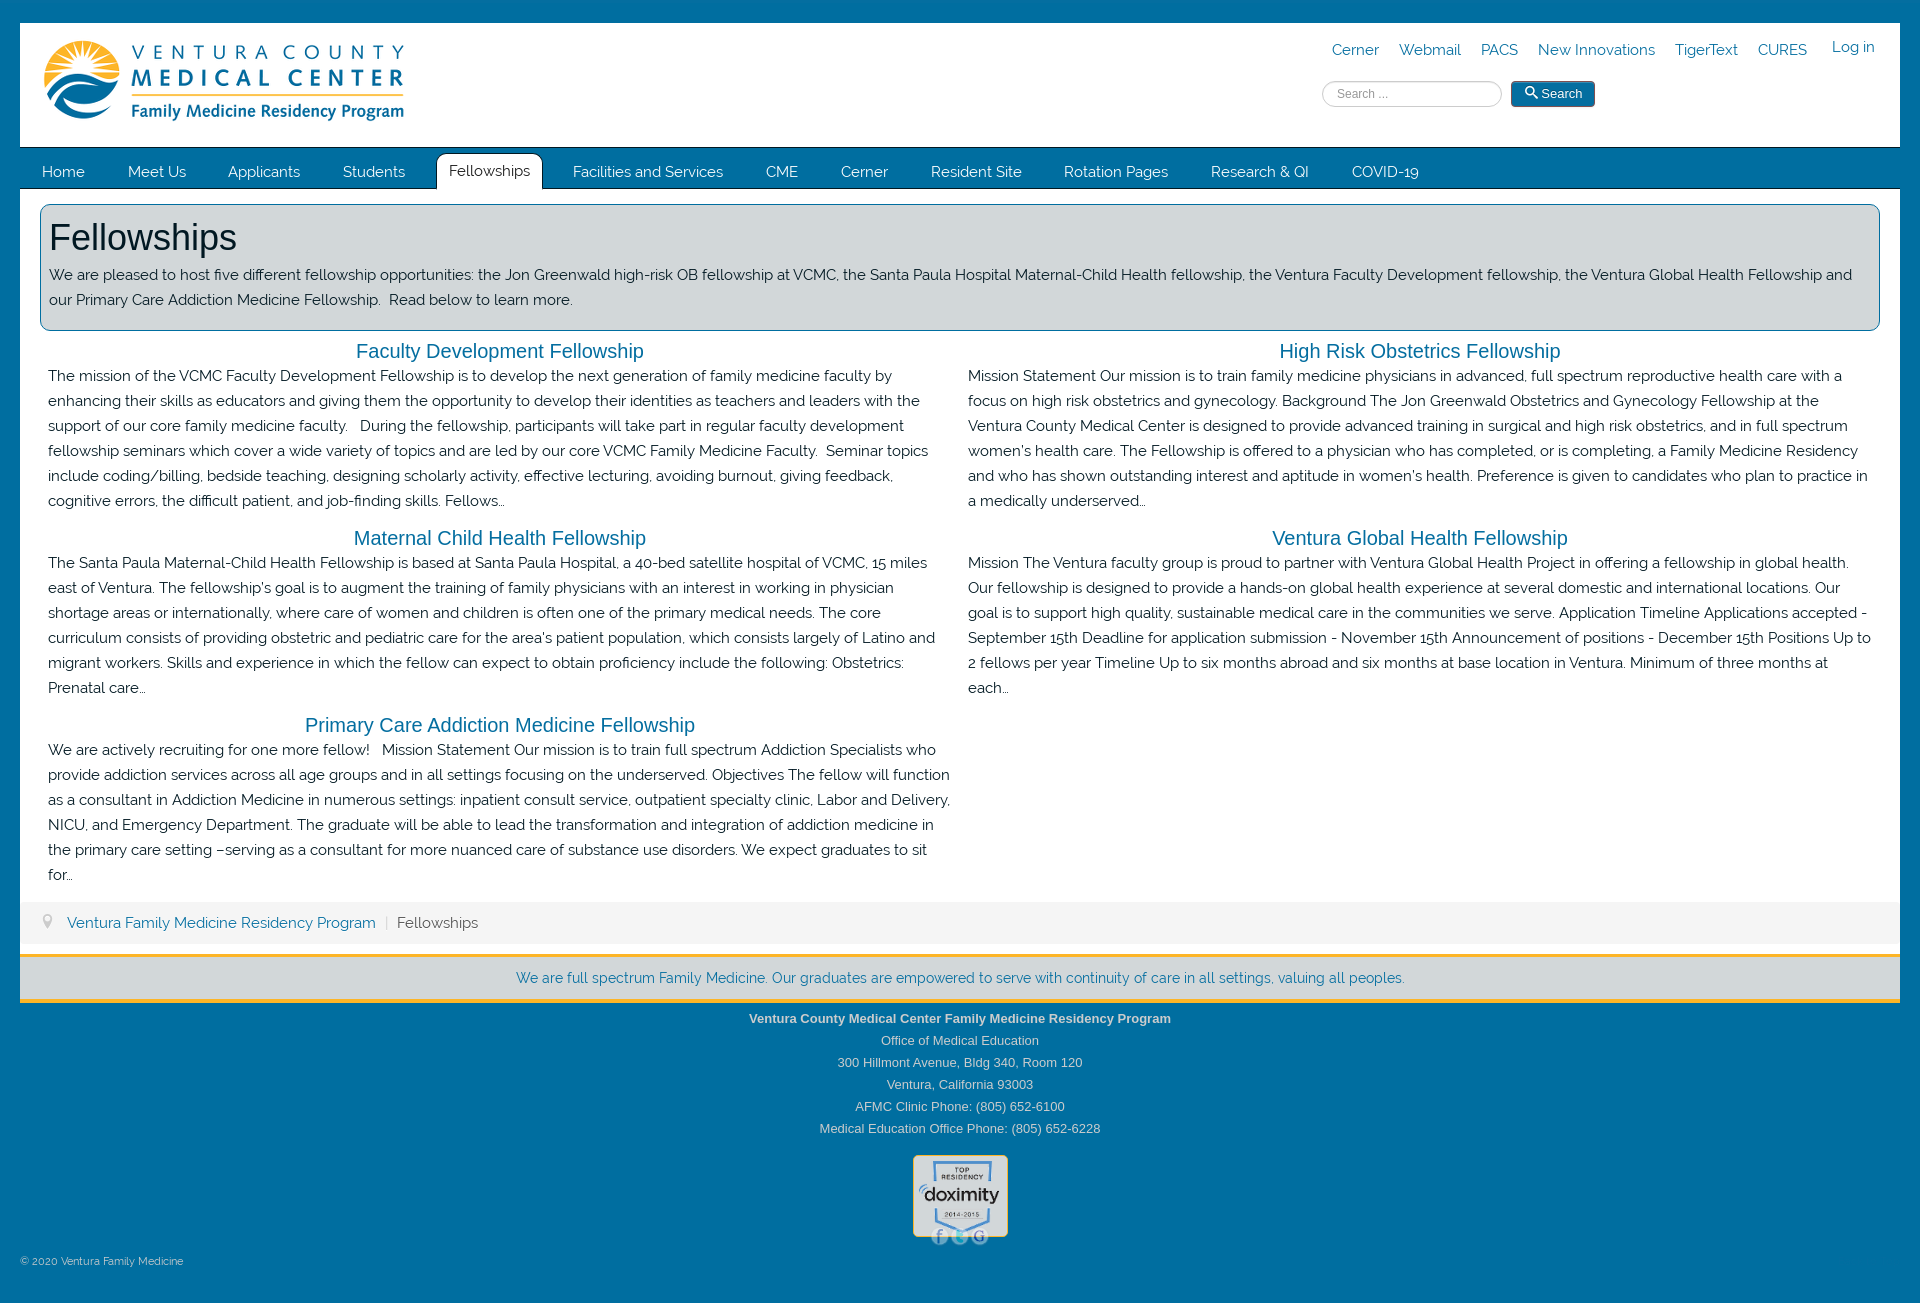 VENTURA COUNTY
MEDICAL CENTER
Family Medicine Residency Program
Cerner Webmail PACS New Innovations TigerText CURES Log in
Search ... Search
Home Meet Us Applicants Students Fellowships Facilities and Services CME Cerner Resident Site Rotation Pages Research & QI COVID-19
Fellowships
We are pleased to host five different fellowship opportunities: the Jon Greenwald high-risk OB fellowship at VCMC, the Santa Paula Hospital Maternal-Child Health fellowship, the Ventura Faculty Development fellowship, the Ventura Global Health Fellowship and
our Primary Care Addiction Medicine Fellowship.  Read below to learn more.
Faculty Development Fellowship
The mission of the VCMC Faculty Development Fellowship is to develop the next generation of family medicine faculty by
enhancing their skills as educators and giving them the opportunity to develop their identities as teachers and leaders with the
support of our core family medicine faculty.   During the fellowship, participants will take part in regular faculty development
fellowship seminars which cover a wide variety of topics and are led by our core VCMC Family Medicine Faculty.  Seminar topics
include coding/billing, bedside teaching, designing scholarly activity, effective lecturing, avoiding burnout, giving feedback,
cognitive errors, the difficult patient, and job-finding skills. Fellows...
High Risk Obstetrics Fellowship
Mission Statement Our mission is to train family medicine physicians in advanced, full spectrum reproductive health care with a
focus on high risk obstetrics and gynecology. Background The Jon Greenwald Obstetrics and Gynecology Fellowship at the
Ventura County Medical Center is designed to provide advanced training in surgical and high risk obstetrics, and in full spectrum
women's health care. The Fellowship is offered to a physician who has completed, or is completing, a Family Medicine Residency
and who has shown outstanding interest and aptitude in women's health. Preference is given to candidates who plan to practice in
a medically underserved...
Maternal Child Health Fellowship
The Santa Paula Maternal-Child Health Fellowship is based at Santa Paula Hospital, a 40-bed satellite hospital of VCMC, 15 miles
east of Ventura. The fellowship's goal is to augment the training of family physicians with an interest in working in physician
shortage areas or internationally, where care of women and children is often one of the primary medical needs. The core
curriculum consists of providing obstetric and pediatric care for the area's patient population, which consists largely of Latino and
migrant workers. Skills and experience in which the fellow can expect to obtain proficiency include the following: Obstetrics:
Prenatal care...
Ventura Global Health Fellowship
Mission The Ventura faculty group is proud to partner with Ventura Global Health Project in offering a fellowship in global health.
Our fellowship is designed to provide a hands-on global health experience at several domestic and international locations. Our
goal is to support high quality, sustainable medical care in the communities we serve. Application Timeline Applications accepted -
September 15th Deadline for application submission - November 15th Announcement of positions - December 15th Positions Up to
2 fellows per year Timeline Up to six months abroad and six months at base location in Ventura. Minimum of three months at
each...
Primary Care Addiction Medicine Fellowship
We are actively recruiting for one more fellow!   Mission Statement Our mission is to train full spectrum Addiction Specialists who
provide addiction services across all age groups and in all settings focusing on the underserved. Objectives The fellow will function
as a consultant in Addiction Medicine in numerous settings: inpatient consult service, outpatient specialty clinic, Labor and Delivery,
NICU, and Emergency Department. The graduate will be able to lead the transformation and integration of addiction medicine in
the primary care setting –serving as a consultant for more nuanced care of substance use disorders. We expect graduates to sit
for...
Ventura Family Medicine Residency Program | Fellowships
We are full spectrum Family Medicine. Our graduates are empowered to serve with continuity of care in all settings, valuing all peoples.
Ventura County Medical Center Family Medicine Residency Program
Office of Medical Education
300 Hillmont Avenue, Bldg 340, Room 120
Ventura, California 93003
AFMC Clinic Phone: (805) 652-6100
Medical Education Office Phone: (805) 652-6228
TOP
RESIDENCY
doximity
2014-2015
f G
© 2020 Ventura Family Medicine